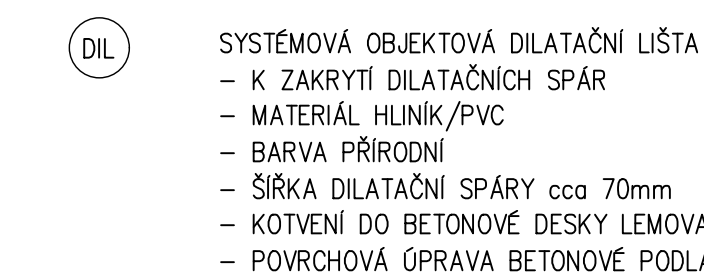 DIL
SYSTÉMOVÁ OBJEKTOVÁ DILATAČNÍ LIŠTA
– K ZAKRYTÍ DILATAČNÍCH SPÁR
– MATERIÁL HLINÍK/PVC
– BARVA PŘÍRODNÍ
– ŠÍŘKA DILATAČNÍ SPÁRY cca 70mm
– KOTVENÍ DO BETONOVÉ DESKY
– POVRCHOVÁ ÚPRAVA BETONOVÉ